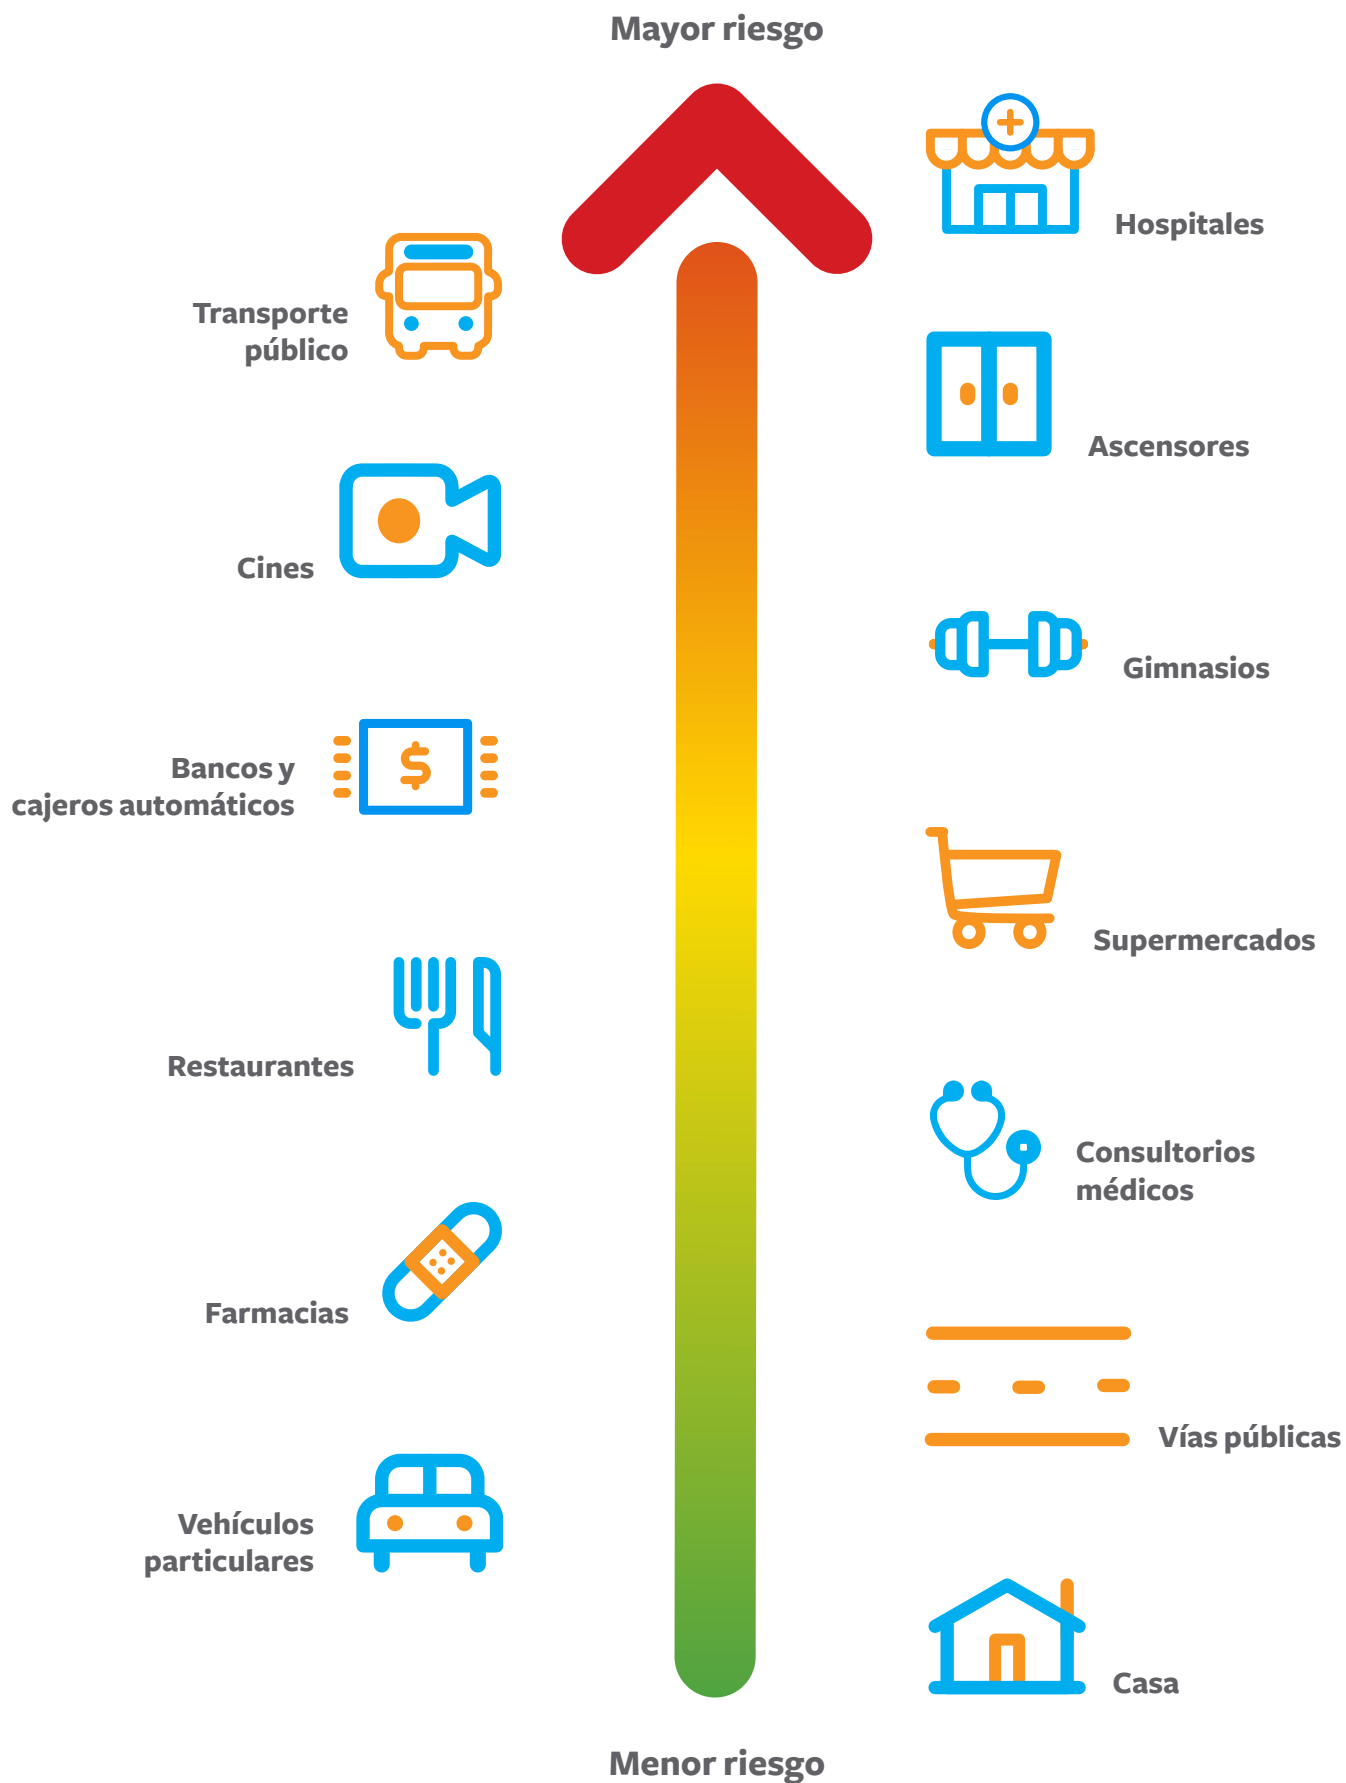 Mayor riesgo
Hospitales
Transporte
público
Ascensores
Cines
Gimnasios
Bancos y
cajeros automáticos
Supermercados
Restaurantes
Consultorios
médicos
Farmacias
Vías públicas
Vehículos
particulares
Casa
Menor riesgo